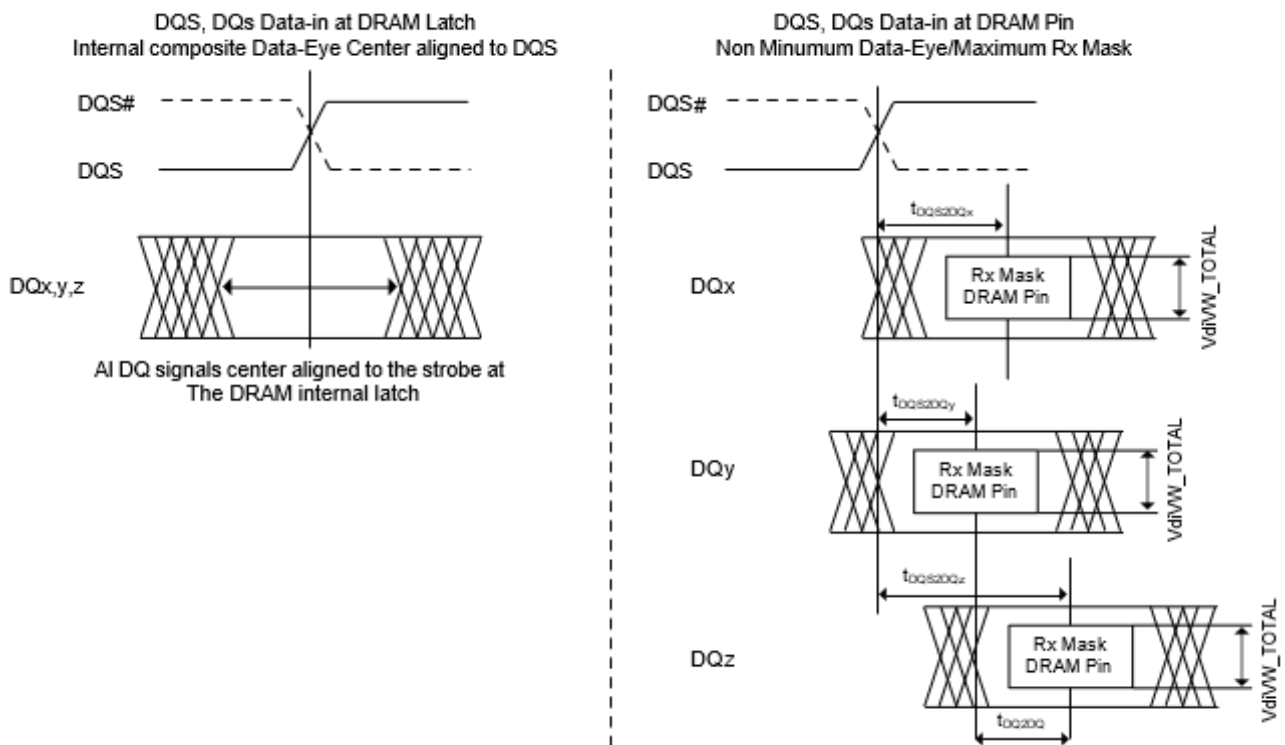 DQS, DQs Data-in at DRAM Latch
Internal composite Data-Eye Center aligned to DQS
DQS#
DQS
DQx,y,z
Al DQ signals center aligned to the strobe at
The DRAM internal latch
DQS, DQs Data-in at DRAM Pin
Non Minumum Data-Eye/Maximum Rx Mask
DQS#
DQS
tDQS2DQx
DQx
Rx Mask
DRAM Pin
VdiVW_TOTAL
tDQS2DQy
DQy
Rx Mask
DRAM Pin
VdiVW_TOTAL
tDQS2DQz
DQz
Rx Mask
DRAM Pin
VdiVW_TOTAL
tDQ2DQ